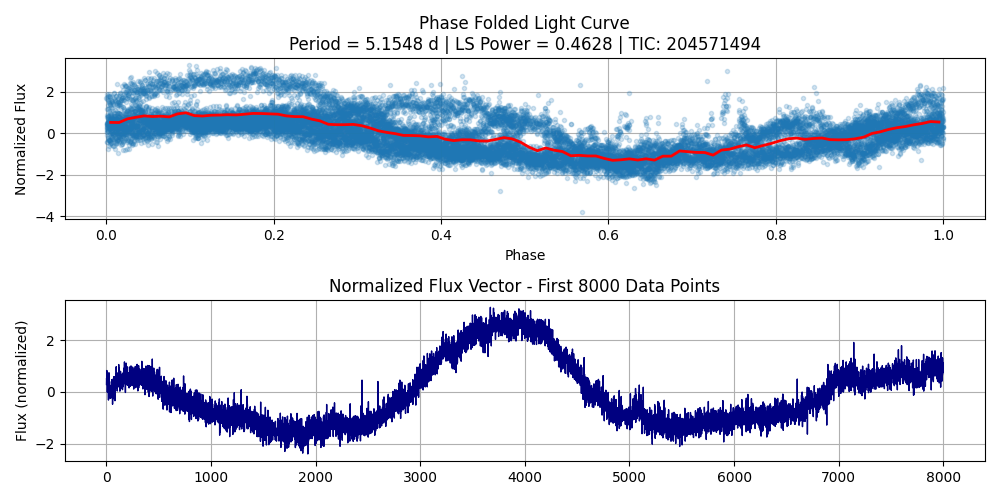 Phase Folded Light Curve
Period = 5.1548 d | LS Power = 0.4628 | TIC: 204571494
Normalized Flux
2
0
−2
−4
0.0 0.2 0.4 0.6 0.8 1.0
Phase
Normalized Flux Vector - First 8000 Data Points
Flux (normalized)
2
0
−2
0 1000 2000 3000 4000 5000 6000 7000 8000